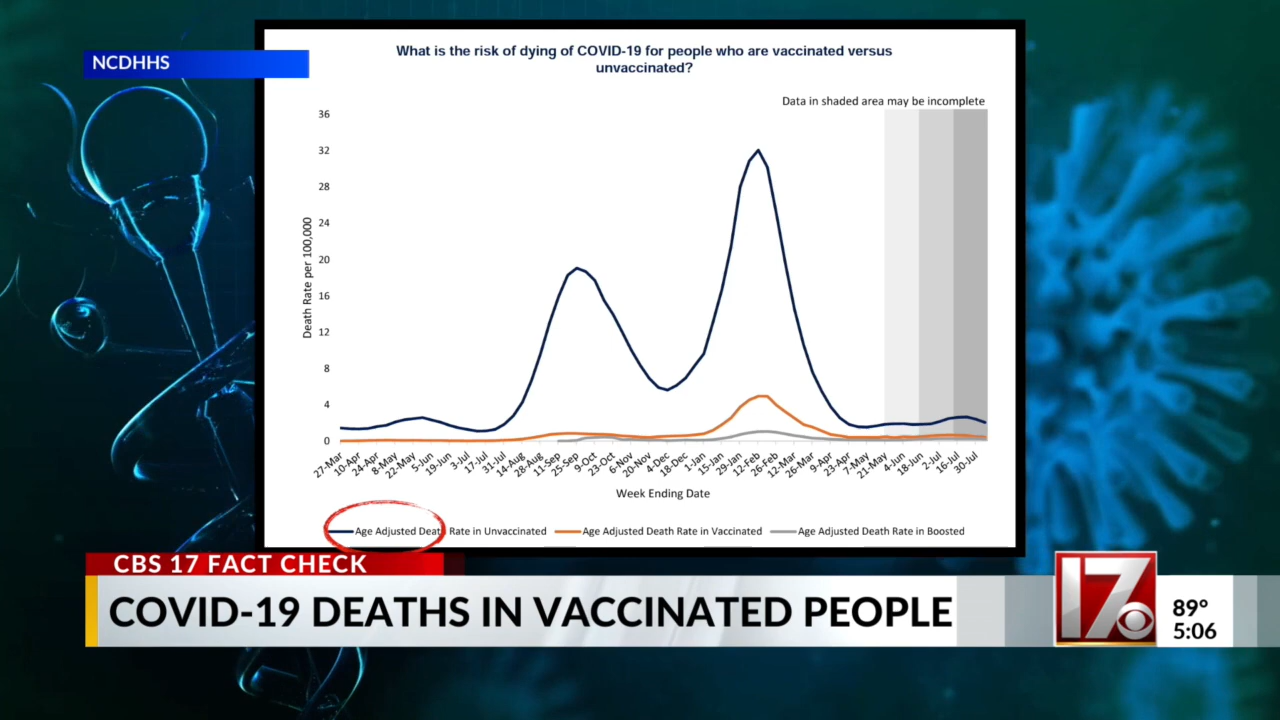 NCDHHS
What is the risk of dying of COVID-19 for people who are vaccinated versus
unvaccinated?
Data in shaded area may be incomplete
36
32
28
24
20
16
12
8
4
0
Death Rate per 100,000
27-Mar
10-Apr
24-Apr
8-May
22-May
5-Jun
19-Jun
3-Jul
17-Jul
31-Jul
14-Aug
28-Aug
11-Sep
25-Sep
9-Oct
23-Oct
6-Nov
20-Nov
4-Dec
18-Dec
1-Jan
15-Jan
29-Jan
12-Feb
26-Feb
12-Mar
26-Mar
9-Apr
23-Apr
7-May
21-May
4-Jun
18-Jun
2-Jul
16-Jul
30-Jul
Week Ending Date
Age Adjusted Death Rate in Unvaccinated
Age Adjusted Death Rate in Vaccinated
Age Adjusted Death Rate in Boosted
CBS 17 FACT CHECK
COVID-19 DEATHS IN VACCINATED PEOPLE
17
89°
5:06